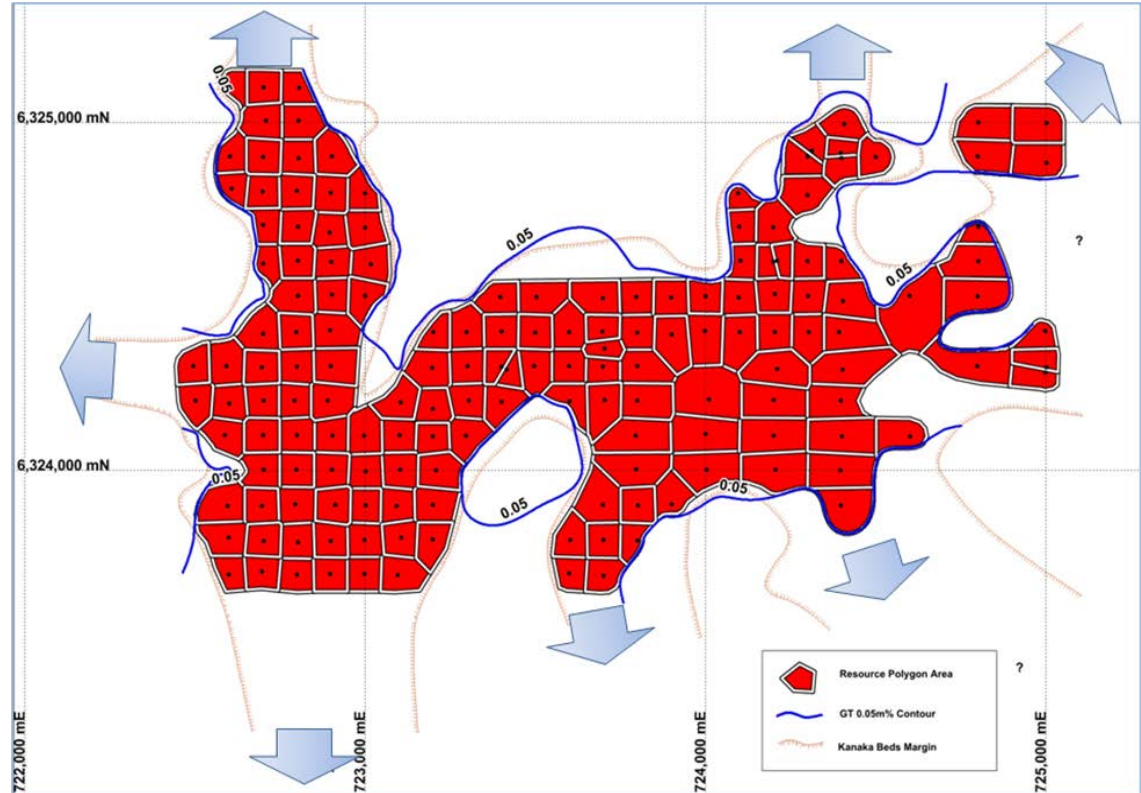 0.05
6,325,000 mN
0.05
?
0.05
6,324,000 mN
0.05
0.05
0.05
Resource Polygon Area
?
GT 0.05m% Contour
Kanaka Beds Margin
722,000 mE
723,000 mE
724,000 mE
725,000 mE